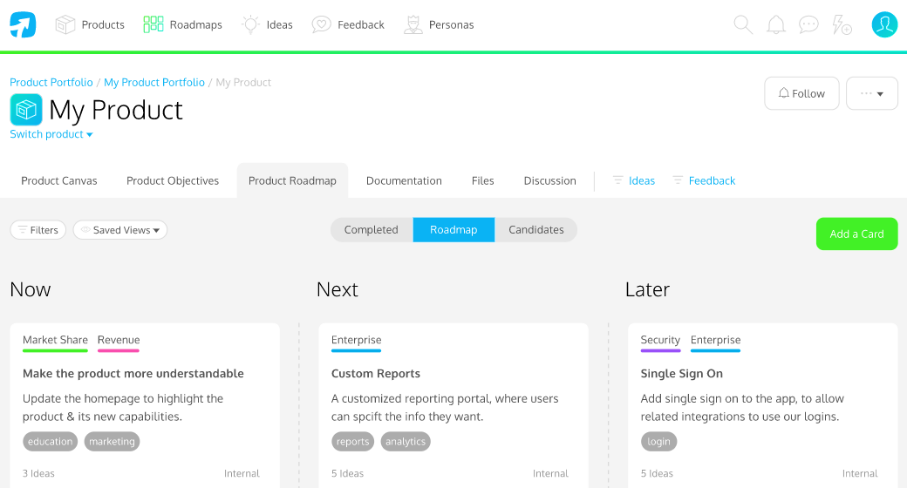 Products Roadmaps Ideas Feedback Personas
Product Portfolio / My Product Portfolio / My Product
My Product
Switch product
Follow
Product Canvas Product Objectives Product Roadmap Documentation Files Discussion Ideas Feedback
Filters Saved Views Completed Roadmap Candidates Add a Card
Now
Next
Later
Market Share Revenue
Make the product more understandable
Update the homepage to highlight the
product & its new capabilities.
education marketing
3 Ideas Internal
Enterprise
Custom Reports
A customized reporting portal, where users
can spcift the info they want.
reports analytics
5 Ideas Internal
Security Enterprise
Single Sign On
Add single sign on to the app, to allow
related integrations to use our logins.
login
5 Ideas Internal